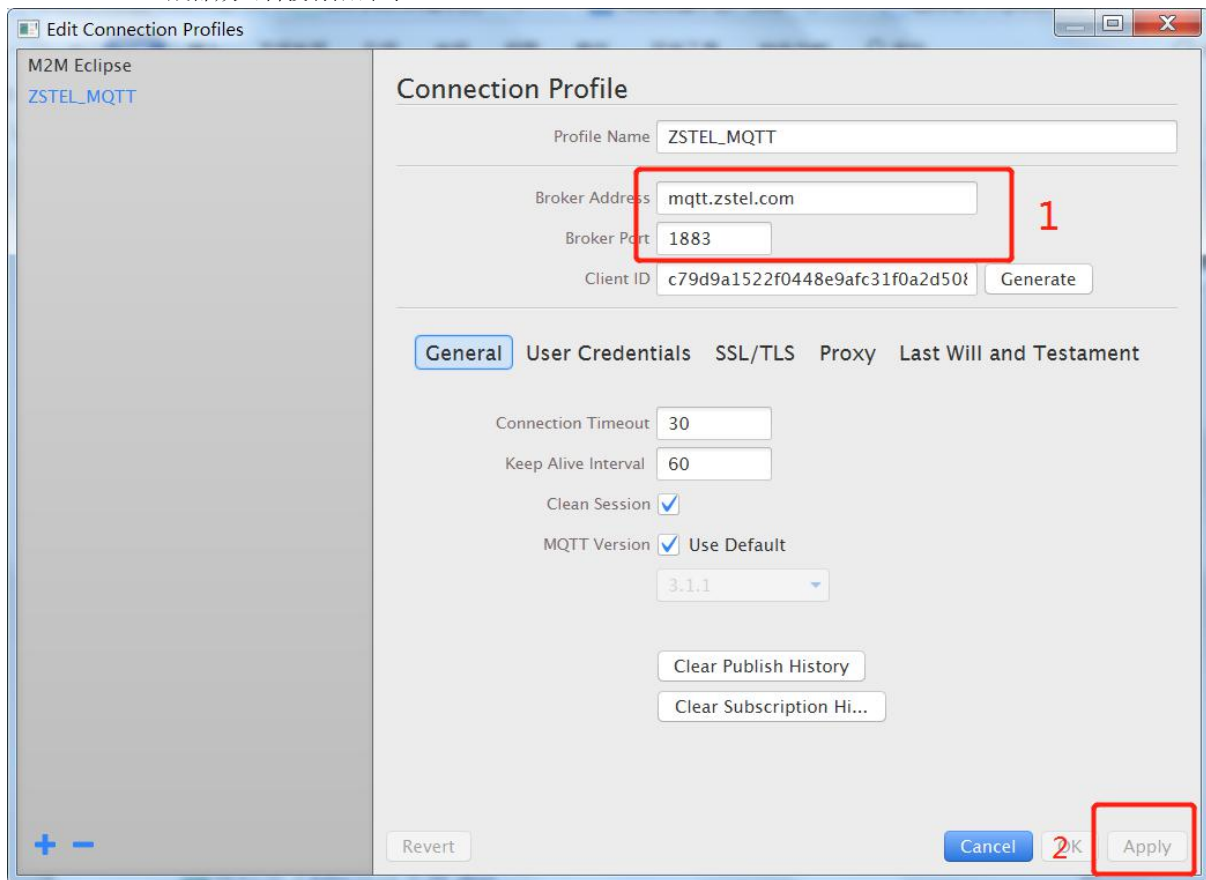 Edit Connection Profiles
X
M2M Eclipse
ZSTEL_MQTT
Connection Profile
Profile Name ZSTEL_MQTT
Broker Address mqtt.zstel.com
1
Broker Port 1883
Client ID c79d9a1522f0448e9afc31f0a2d508 Generate
General User Credentials SSL/TLS Proxy Last Will and Testament
Connection Timeout 30
Keep Alive Interval 60
Clean Session
MQTT Version Use Default
3.1.1
Clear Publish History
Clear Subscription Hi...
Revert Cancel 2 OK Apply